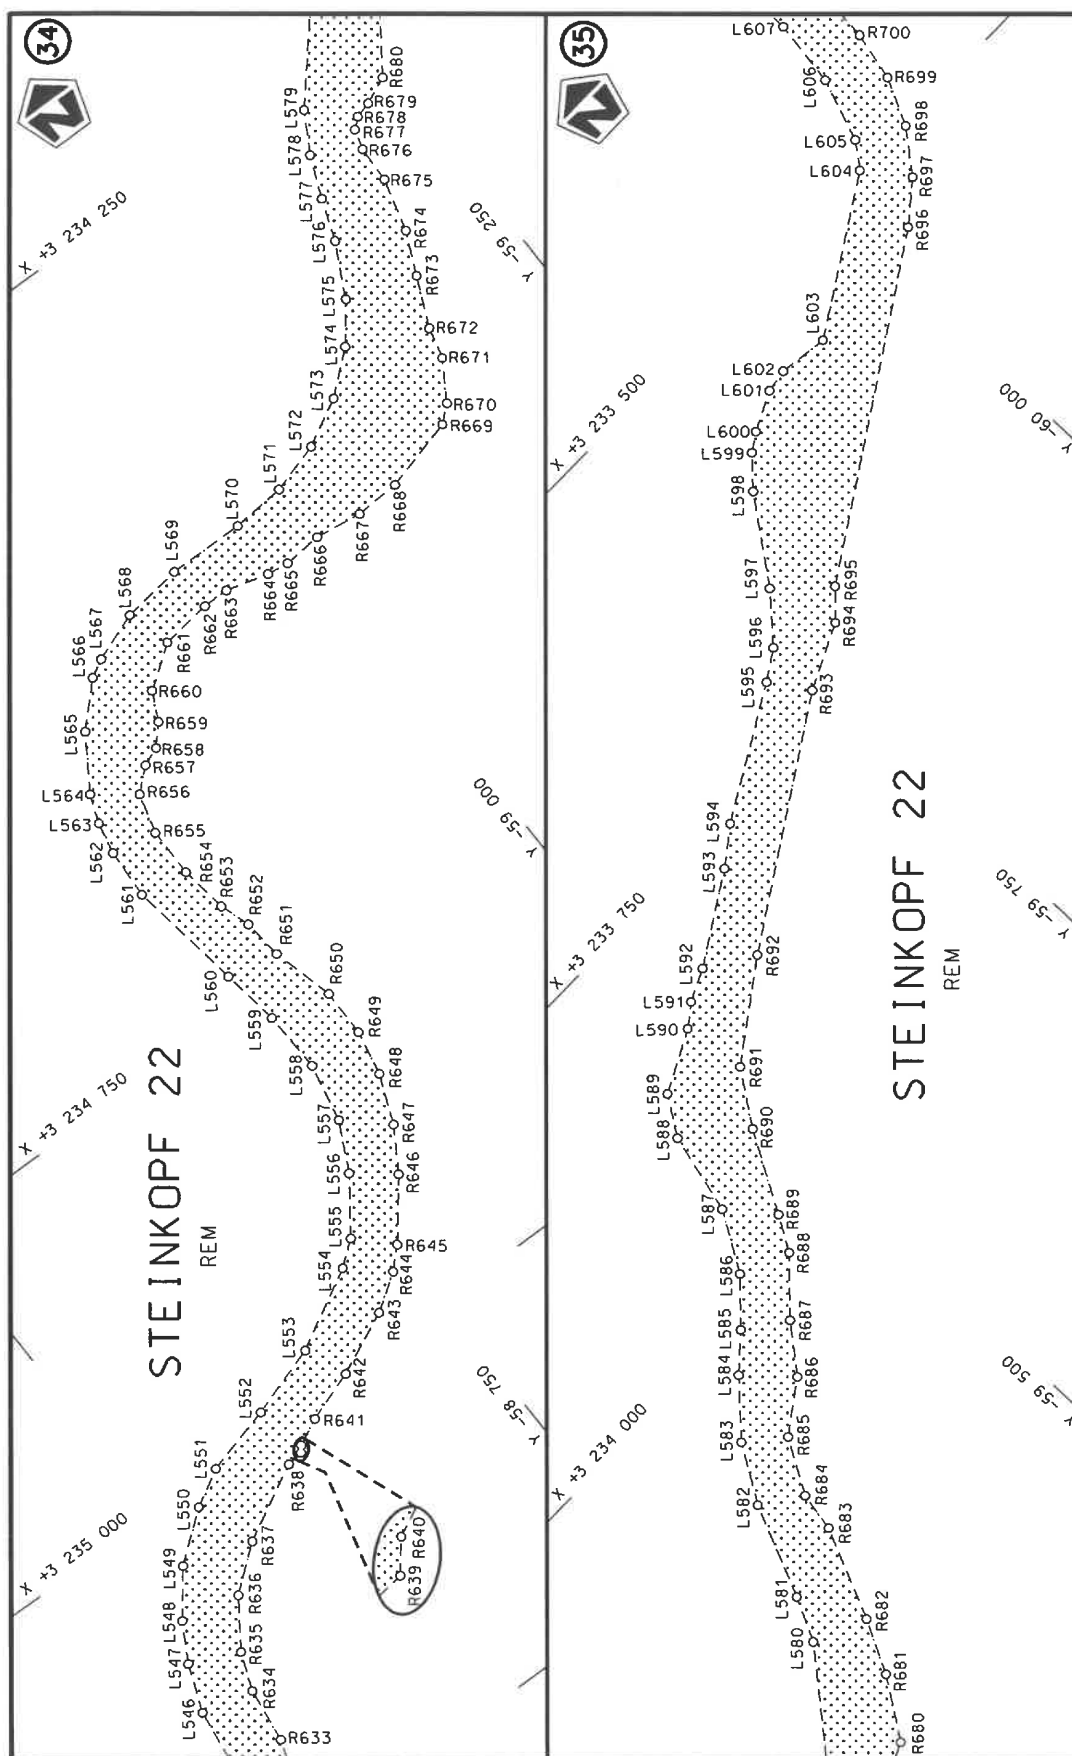 34
X +3 234 250
Y -59 250
Y -59 000
X +3 234 750
Y -58 750
X +3 235 000
STEINKOPF 22
REM
L546
L547
L548
L549
L550
L551
L552
L553
L554
L555
L556
L557
L558
L559
L560
L561
L562
L563
L564
L565
L566
L567
L568
L569
L570
L571
L572
L573
L574
L575
L576
L577
L578
L579
R633
R634
R635
R636
R637
R638
R639
R640
R641
R642
R643
R644
R645
R646
R647
R648
R649
R650
R651
R652
R653
R654
R655
R656
R657
R658
R659
R660
R661
R662
R663
R664
R665
R666
R667
R668
R669
R670
R671
R672
R673
R674
R675
R676
R677
R678
R679
R680
35
X +3 233 500
Y -60 000
X +3 233 750
Y -59 750
X +3 234 000
Y -59 500
STEINKOPF 22
REM
L580
L581
L582
L583
L584
L585
L586
L587
L588
L589
L590
L591
L592
L593
L594
L595
L596
L597
L598
L599
L600
L601
L602
L603
L604
L605
L606
L607
R680
R681
R682
R683
R684
R685
R686
R687
R688
R689
R690
R691
R692
R693
R694
R695
R696
R697
R698
R699
R700